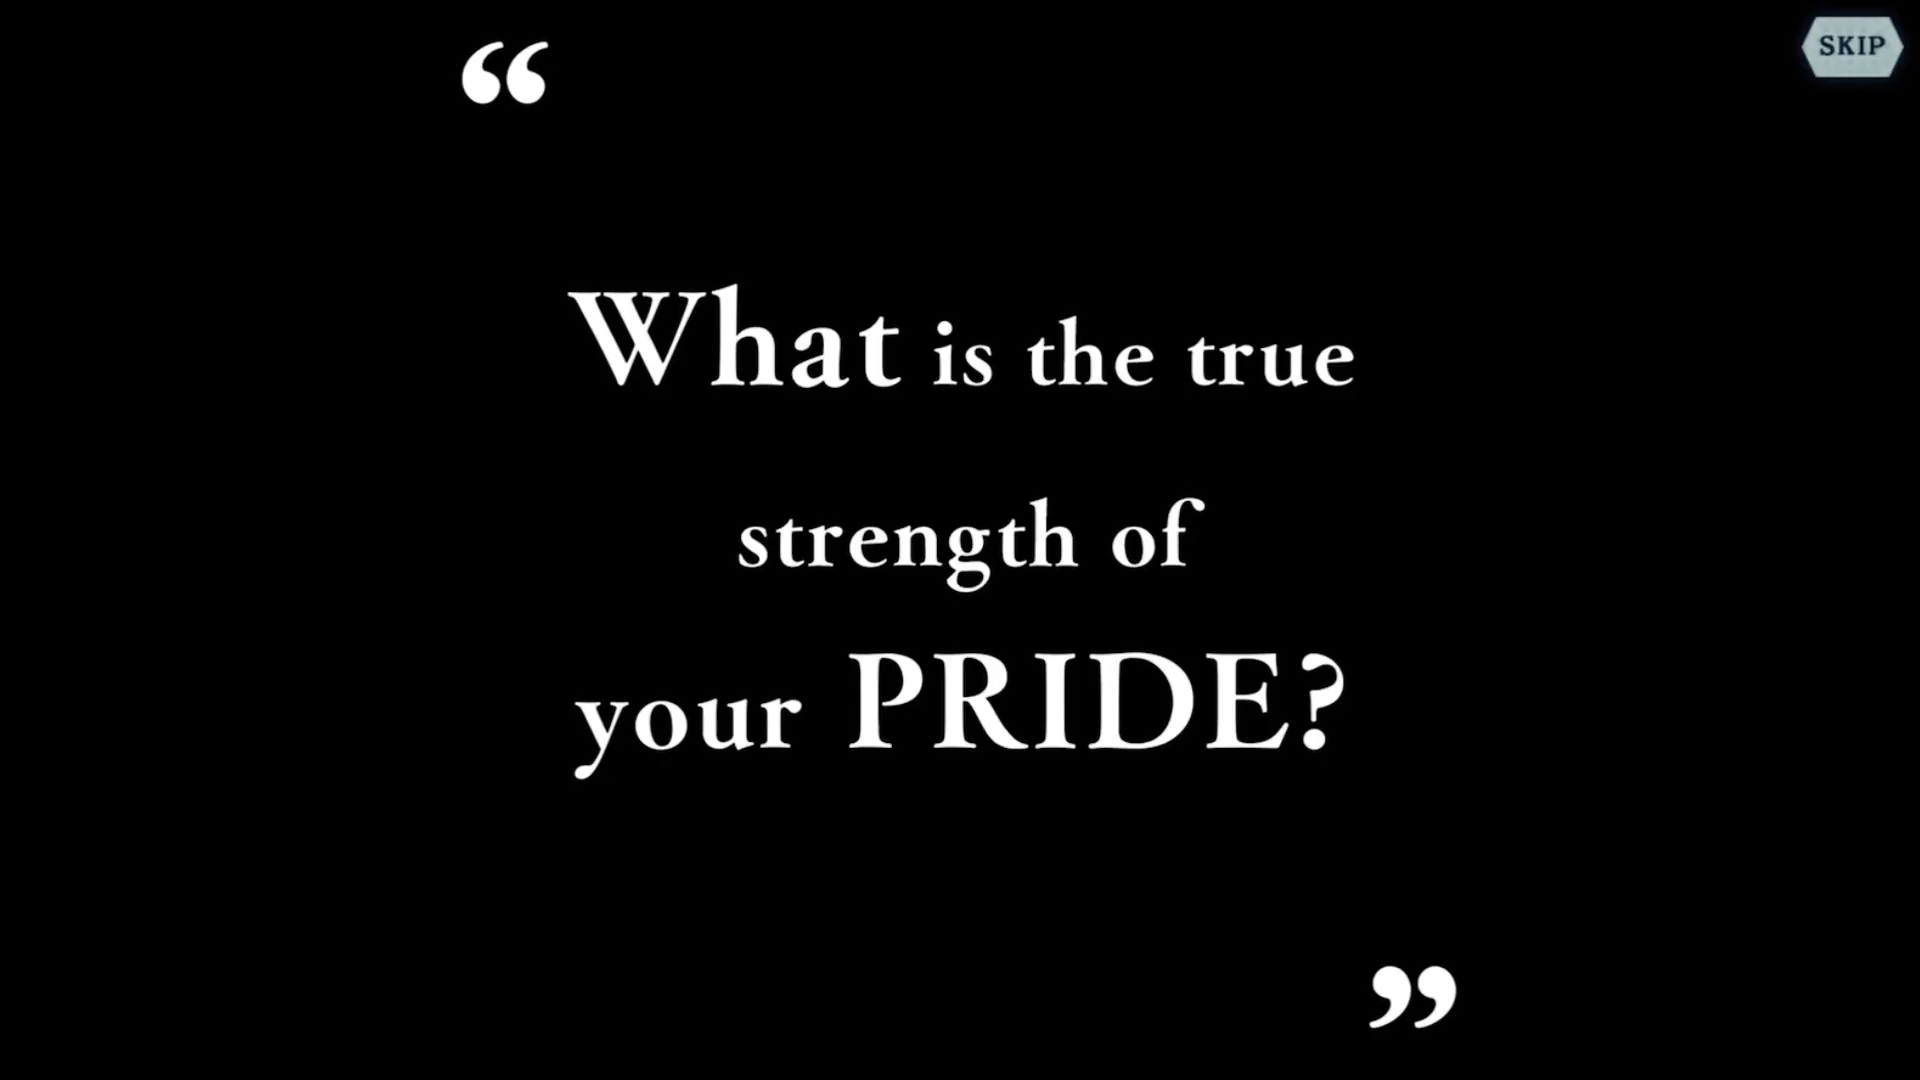 SKIP
“
What is the true
strength of
your PRIDE?
”